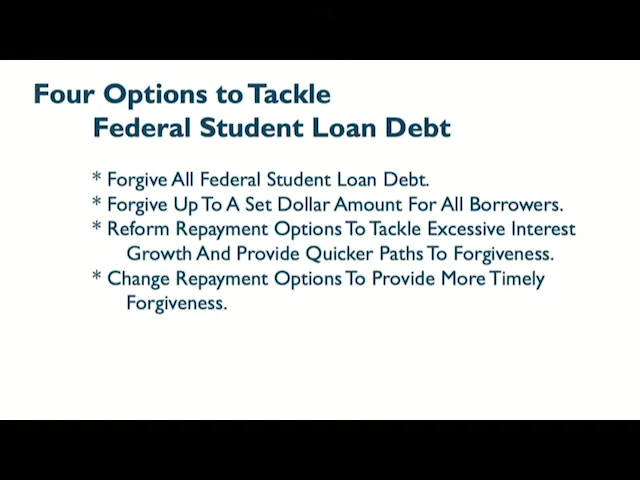 Four Options to Tackle
Federal Student Loan Debt
* Forgive All Federal Student Loan Debt.
* Forgive Up To A Set Dollar Amount For All Borrowers.
* Reform Repayment Options To Tackle Excessive Interest
Growth And Provide Quicker Paths To Forgiveness.
* Change Repayment Options To Provide More Timely
Forgiveness.